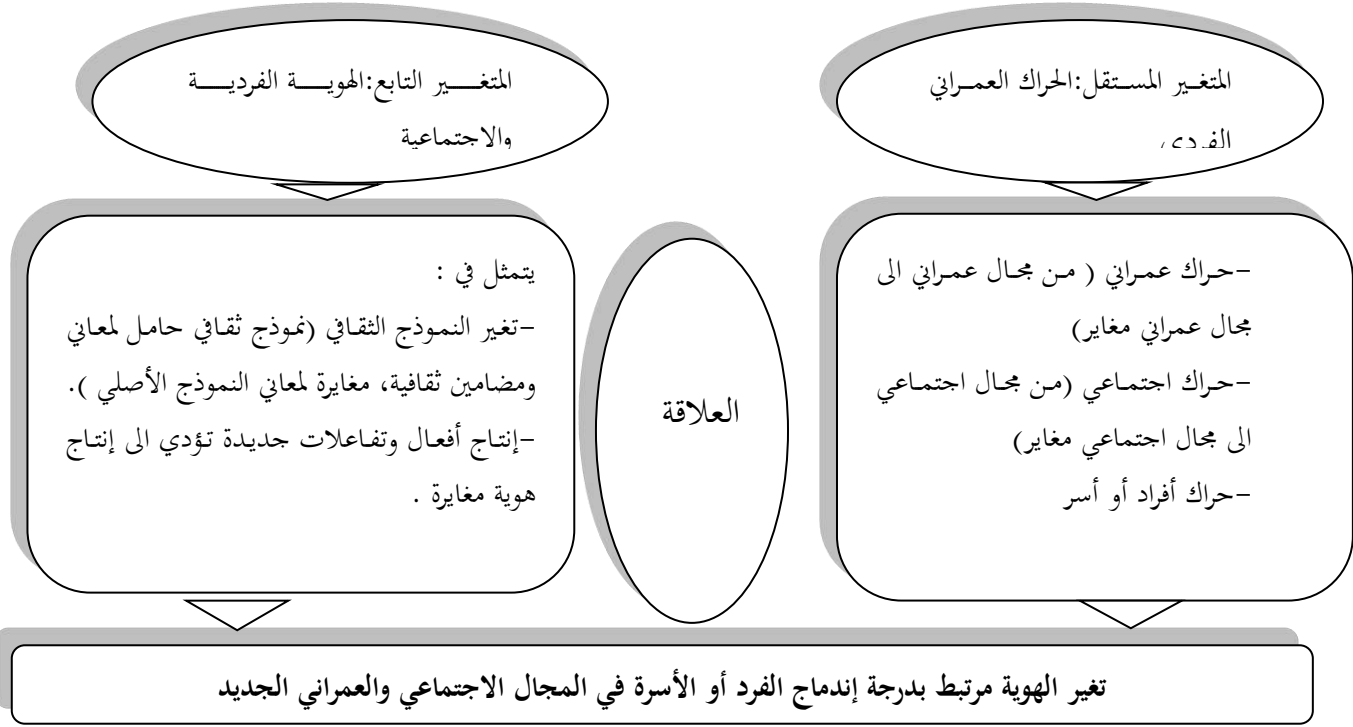 المتغير المستقل:الحراك العمراني
الفردي
المتغير التابع:الهوية الفردية
والاجتماعية
-حراك عمراني ( من مجال عمراني الى
مجال عمراني مغاير)
-حراك اجتماعي (من مجال اجتماعي
الى مجال اجتماعي مغاير)
-حراك أفراد أو أسر
العلاقة
يتمثل في :
-تغير النموذج الثقافي (نموذج ثقافي حامل لمعاني
ومضامين ثقافية، مغايرة لمعاني النموذج الأصلي ).
-إنتاج أفعال وتفاعلات جديدة تؤدي الى إنتاج
هوية مغايرة .
تغير الهوية مرتبط بدرجة إندماج الفرد أو الأسرة في المجال الاجتماعي والعمراني الجديد